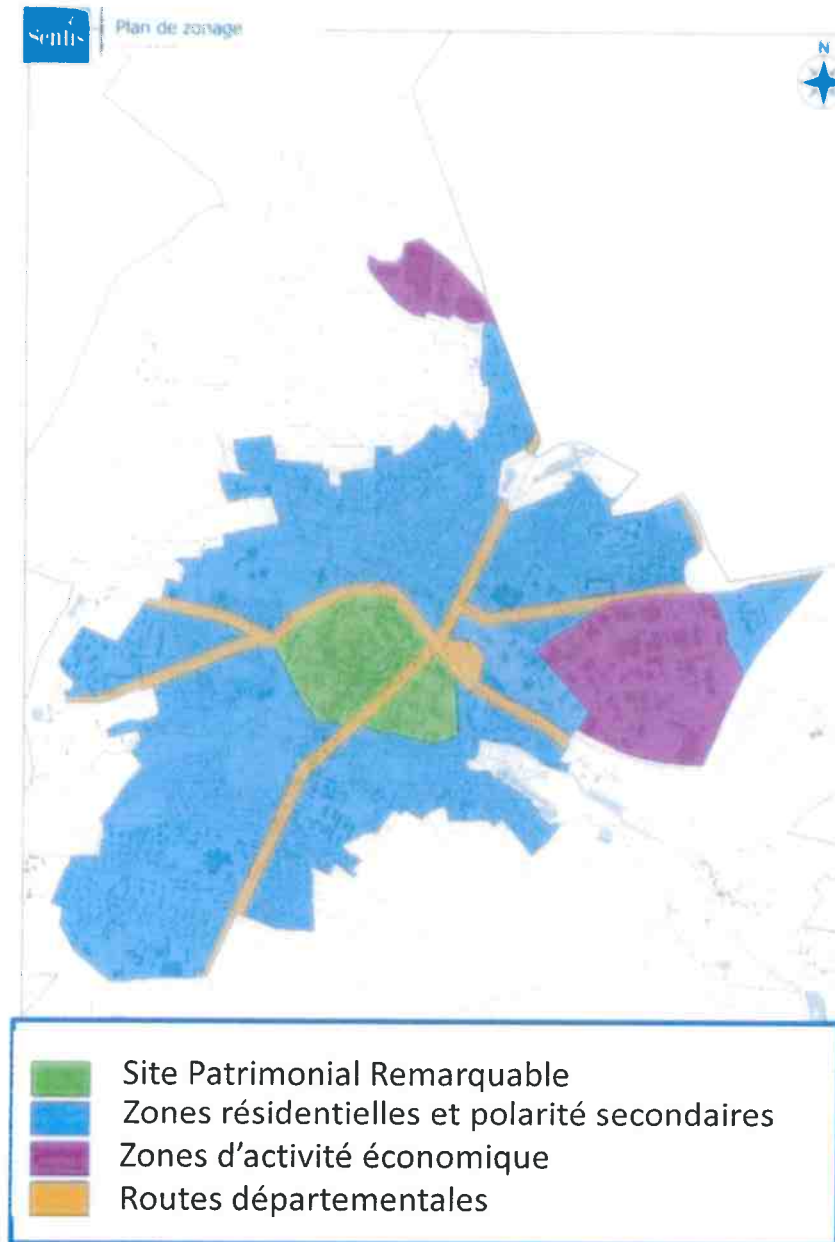 Senlis
Plan de zonage
N
Site Patrimonial Remarquable
Zones résidentielles et polarité secondaires
Zones d'activité économique
Routes départementales